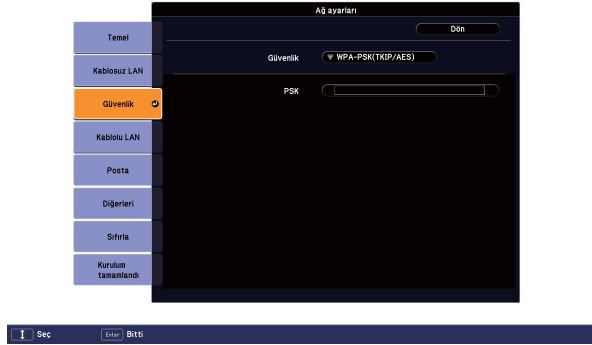 Ağ ayarları
Dön
Temel
Güvenlik WPA-PSK(TKIP/AES)
Kablosuz LAN
PSK
Güvenlik
Kablolu LAN
Posta
Diğerleri
Sıfırla
Kurulum
tamamlandı
Seç Enter Bitti